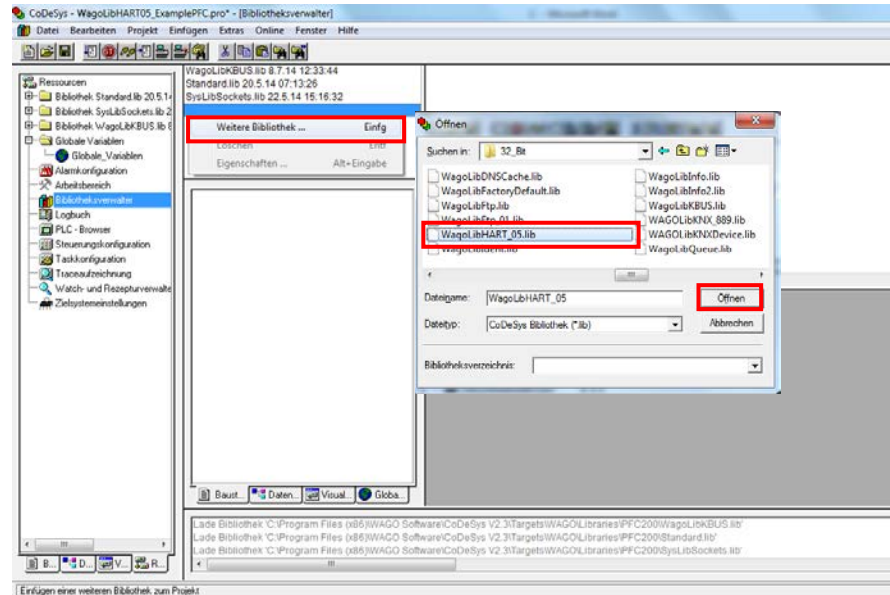 CoDeSys - WagoLibHART05_ExamplePFC.pro* - [Bibliotheksverwalter]
Datei Bearbeiten Projekt Einfügen Extras Online Fenster Hilfe
Ressourcen
Bibliothek Standard.lib 20.5.1
Bibliothek SysLibSockets.lib 2
Bibliothek WagoLibKBUS.lib 8
Globale Variablen
Globale_Variablen
Alarmkonfiguration
Arbeitsbereich
Bibliotheksverwalter
Logbuch
PLC - Browser
Steuerungskonfiguration
Taskkonfiguration
Traceaufzeichnung
Watch- und Rezepturverwalte
Zielsystemeinstellungen
B... D... V... R...
WagoLibKBUS.lib 8.7.14 12:33:44
Standard.lib 20.5.14 07:13:26
SysLibSockets.lib 22.5.14 15:16:32
Weitere Bibliothek ... Einfg
Löschen Entf
Eigenschaften ... Alt+Eingabe
Baust... Daten... Visual... Globa...
Öffnen
Suchen in: 32_Bit
WagoLibDNSCache.lib
WagoLibFactoryDefault.lib
WagoLibFtp.lib
WagoLibFtp_01.lib
WagoLibHART_05.lib
WagoLibIdent.lib
WagoLibInfo.lib
WagoLibInfo2.lib
WagoLibKBUS.lib
WAGOLibKNX_889.lib
WAGOLibKNXDevice.lib
WagoLibQueue.lib
Dateiname: WagoLibHART_05 Öffnen
Dateityp: CoDeSys Bibliothek (*.lib) Abbrechen
Bibliotheksverzeichnis:
Lade Bibliothek 'C:\Program Files (x86)\WAGO Software\CoDeSys V2.3\Targets\WAGO\Libraries\PFC200\WagoLibKBUS.lib'
Lade Bibliothek 'C:\Program Files (x86)\WAGO Software\CoDeSys V2.3\Targets\WAGO\Libraries\PFC200\Standard.lib'
Lade Bibliothek 'C:\Program Files (x86)\WAGO Software\CoDeSys V2.3\Targets\WAGO\Libraries\PFC200\SysLibSockets.lib'
Einfügen einer weiteren Bibliothek zum Projekt